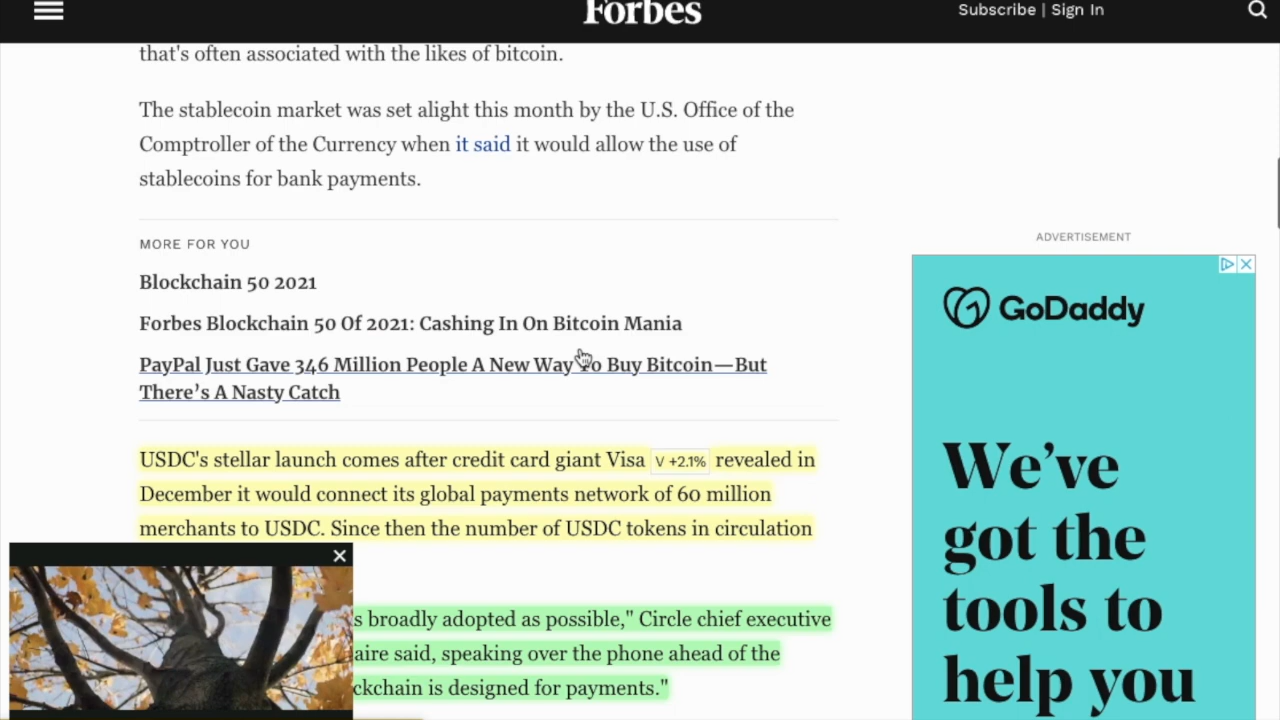 Forbes
Subscribe | Sign In
that's often associated with the likes of bitcoin.
The stablecoin market was set alight this month by the U.S. Office of the
Comptroller of the Currency when it said it would allow the use of
stablecoins for bank payments.
MORE FOR YOU
Blockchain 50 2021
Forbes Blockchain 50 Of 2021: Cashing In On Bitcoin Mania
PayPal Just Gave 346 Million People A New Way To Buy Bitcoin—But
There's A Nasty Catch
USDC's stellar launch comes after credit card giant Visa V +2.1% revealed in
December it would connect its global payments network of 60 million
merchants to USDC. Since then the number of USDC tokens in circulation
s broadly adopted as possible," Circle chief executive
aire said, speaking over the phone ahead of the
ckchain is designed for payments."
ADVERTISEMENT
GoDaddy
We've
got the
tools to
help you